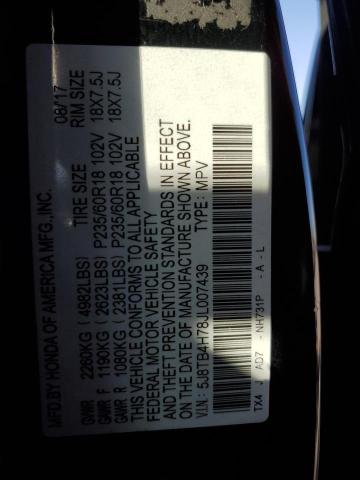 MFD.BY HONDA OF AMERICA MFG., INC. 08/17
TIRE SIZE RIM SIZE
GVWR 2260KG (4982LBS)
GAWR F 1190KG (2623LBS) P235/60R18 102V 18X7.5J
GAWR R 1080KG (2381LBS) P235/60R18 102V 18X7.5J
THIS VEHICLE CONFORMS TO ALL APPLICABLE
FEDERAL MOTOR VEHICLE SAFETY
AND THEFT PREVENTION STANDARDS IN EFFECT
ON THE DATE OF MANUFACTURE SHOWN ABOVE.
V.I.N.: 5J8TB4H78JL007439 TYPE: MPV
TX4 J AD7 - NH731P - A - L